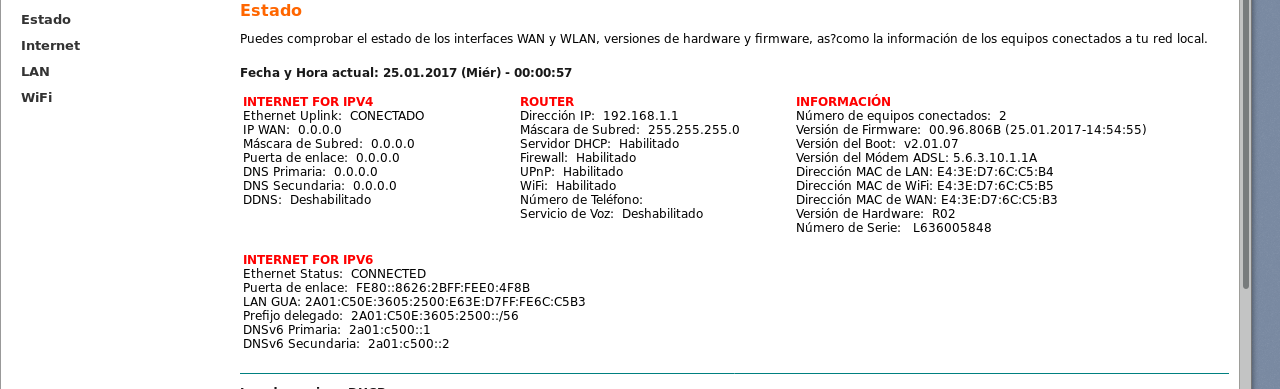 Estado
Internet
LAN
WiFi
Estado
Puedes comprobar el estado de los interfaces WAN y WLAN, versiones de hardware y firmware, as?como la información de los equipos conectados a tu red local.
Fecha y Hora actual: 25.01.2017 (Miér) - 00:00:57
INTERNET FOR IPV4
Ethernet Uplink: CONECTADO
IP WAN: 0.0.0.0
Máscara de Subred: 0.0.0.0
Puerta de enlace: 0.0.0.0
DNS Primaria: 0.0.0.0
DNS Secundaria: 0.0.0.0
DDNS: Deshabilitado
ROUTER
Dirección IP: 192.168.1.1
Máscara de Subred: 255.255.255.0
Servidor DHCP: Habilitado
Firewall: Habilitado
UPnP: Habilitado
WiFi: Habilitado
Número de Teléfono:
Servicio de Voz: Deshabilitado
INFORMACIÓN
Número de equipos conectados: 2
Versión de Firmware: 00.96.806B (25.01.2017-14:54:55)
Versión del Boot: v2.01.07
Versión del Módem ADSL: 5.6.3.10.1.1A
Dirección MAC de LAN: E4:3E:D7:6C:C5:B4
Dirección MAC de WiFi: E4:3E:D7:6C:C5:B5
Dirección MAC de WAN: E4:3E:D7:6C:C5:B3
Versión de Hardware: R02
Número de Serie: L636005848
INTERNET FOR IPV6
Ethernet Status: CONNECTED
Puerta de enlace: FE80::8626:2BFF:FEE0:4F8B
LAN GUA: 2A01:C50E:3605:2500:E63E:D7FF:FE6C:C5B3
Prefijo delegado: 2A01:C50E:3605:2500::/56
DNSv6 Primaria: 2a01:c500::1
DNSv6 Secundaria: 2a01:c500::2